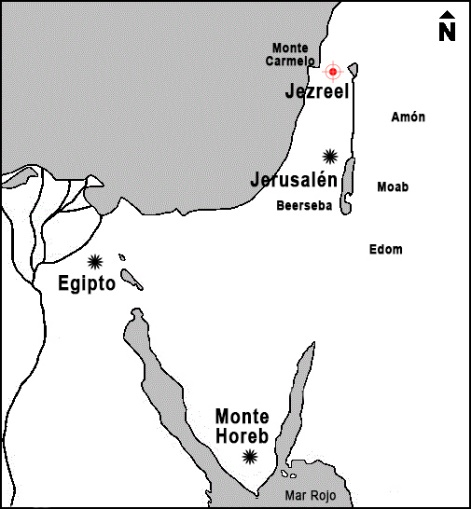 N
Monte
Carmelo
Jezreel
Amón
Jerusalén
Moab
Beerseba
Edom
Egipto
Monte
Horeb
Mar Rojo